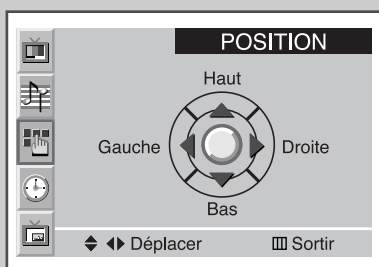 POSITION
Haut
Gauche Droite
Bas
Déplacer Sortir